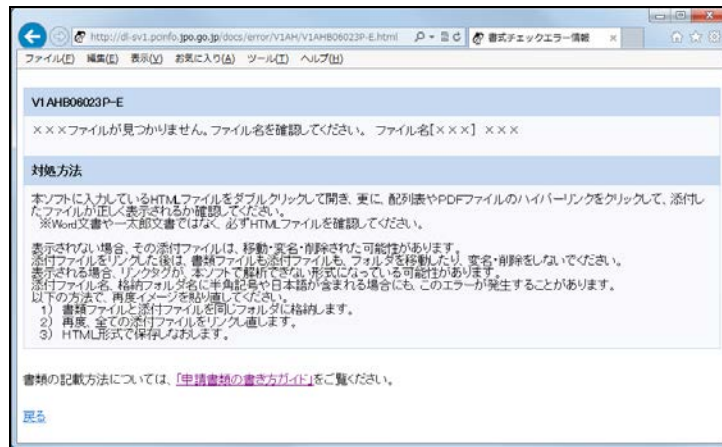 http://dl-sv1.pcinfo.jpo.go.jp/docs/error/V1AH/V1AHB06023P-E.html
書式チェックエラー情報
ファイル(F) 編集(E) 表示(V) お気に入り(A) ツール(T) ヘルプ(H)
V1AHB06023P-E
×××ファイルが見つかりません。ファイル名を確認してください。 ファイル名[×××] ×××
対処方法
本ソフトに入力しているHTMLファイルをダブルクリックして開き、更に、配列表やPDFファイルのハイパーリンクをクリックして、添付し
たファイルが正しく表示されるか確認してください。
※Word文書や一太郎文書ではなく、必ずHTMLファイルを確認してください。
表示されない場合、その添付ファイルは、移動・変名・削除された可能性があります。
添付ファイルをリンクした後は、書類ファイルも添付ファイルも、フォルダを移動したり、変名・削除をしないでください。
表示される場合、リンクタグが、本ソフトで解析できない形式になっている可能性があります。
添付ファイル名、格納フォルダ名に半角記号や日本語が含まれる場合にも、このエラーが発生することがあります。
以下の方法で、再度イメージを貼り直してください。
1) 書類ファイルと添付ファイルを同じフォルダに格納します。
2) 再度、全ての添付ファイルをリンクし直します。
3) HTML形式で保存しなおします。
書類の記載方法については、「申請書類の書き方ガイド」をご覧ください。
戻る